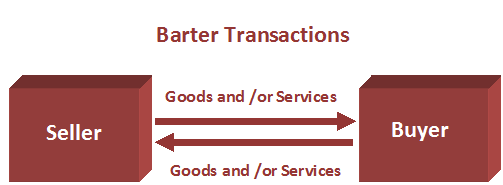 Barter Transactions
Goods and /or Services
Seller
Buyer
Goods and /or Services